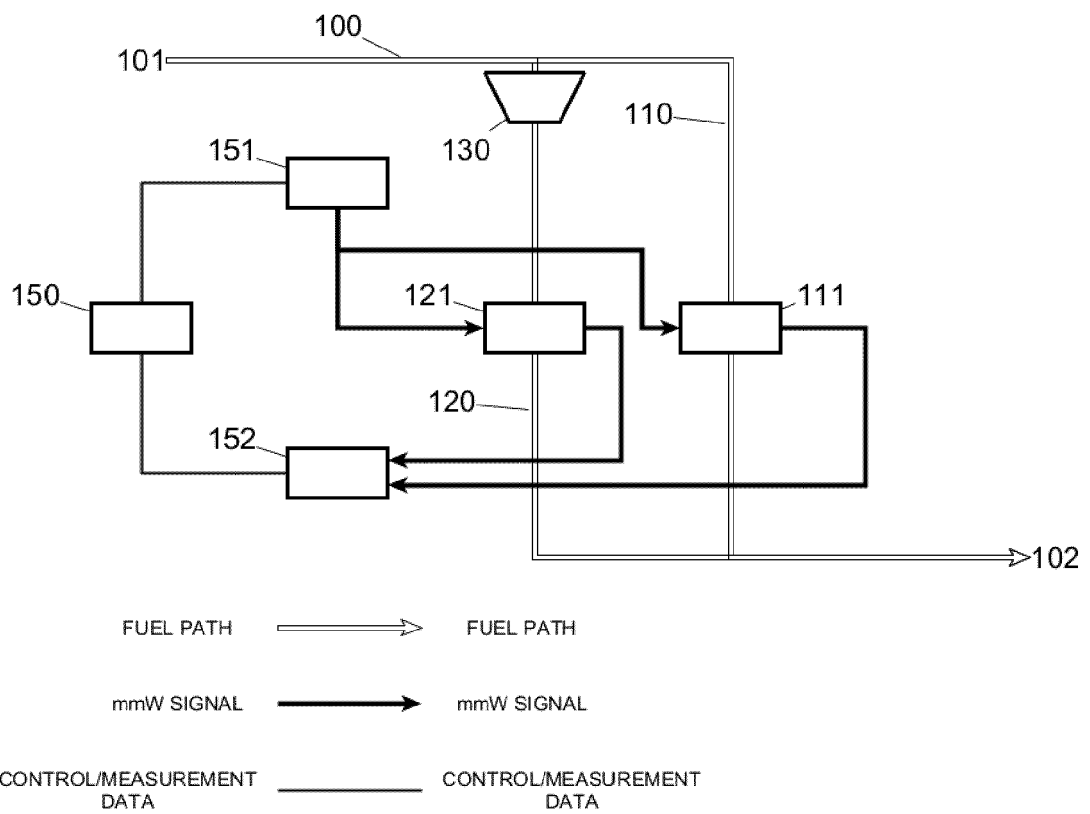 100
101
110
130
151
150
121
111
120
152
102
FUEL PATH FUEL PATH
mmW SIGNAL mmW SIGNAL
CONTROL/MEASUREMENT CONTROL/MEASUREMENT
DATA DATA